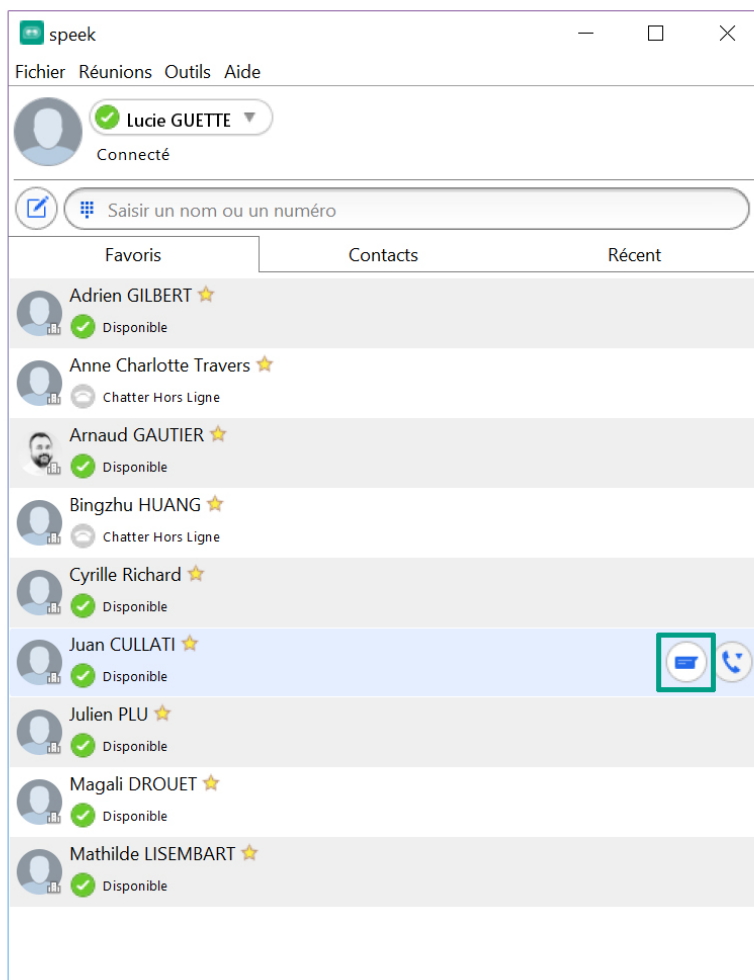 speek
Fichier Réunions Outils Aide
Lucie GUETTE
Connecté
Saisir un nom ou un numéro
Favoris Contacts Récent
Adrien GILBERT
Disponible
Anne Charlotte Travers
Chatter Hors Ligne
Arnaud GAUTIER
Disponible
Bingzhu HUANG
Chatter Hors Ligne
Cyrille Richard
Disponible
Juan CULLATI
Disponible
Julien PLU
Disponible
Magali DROUET
Disponible
Mathilde LISEMBART
Disponible